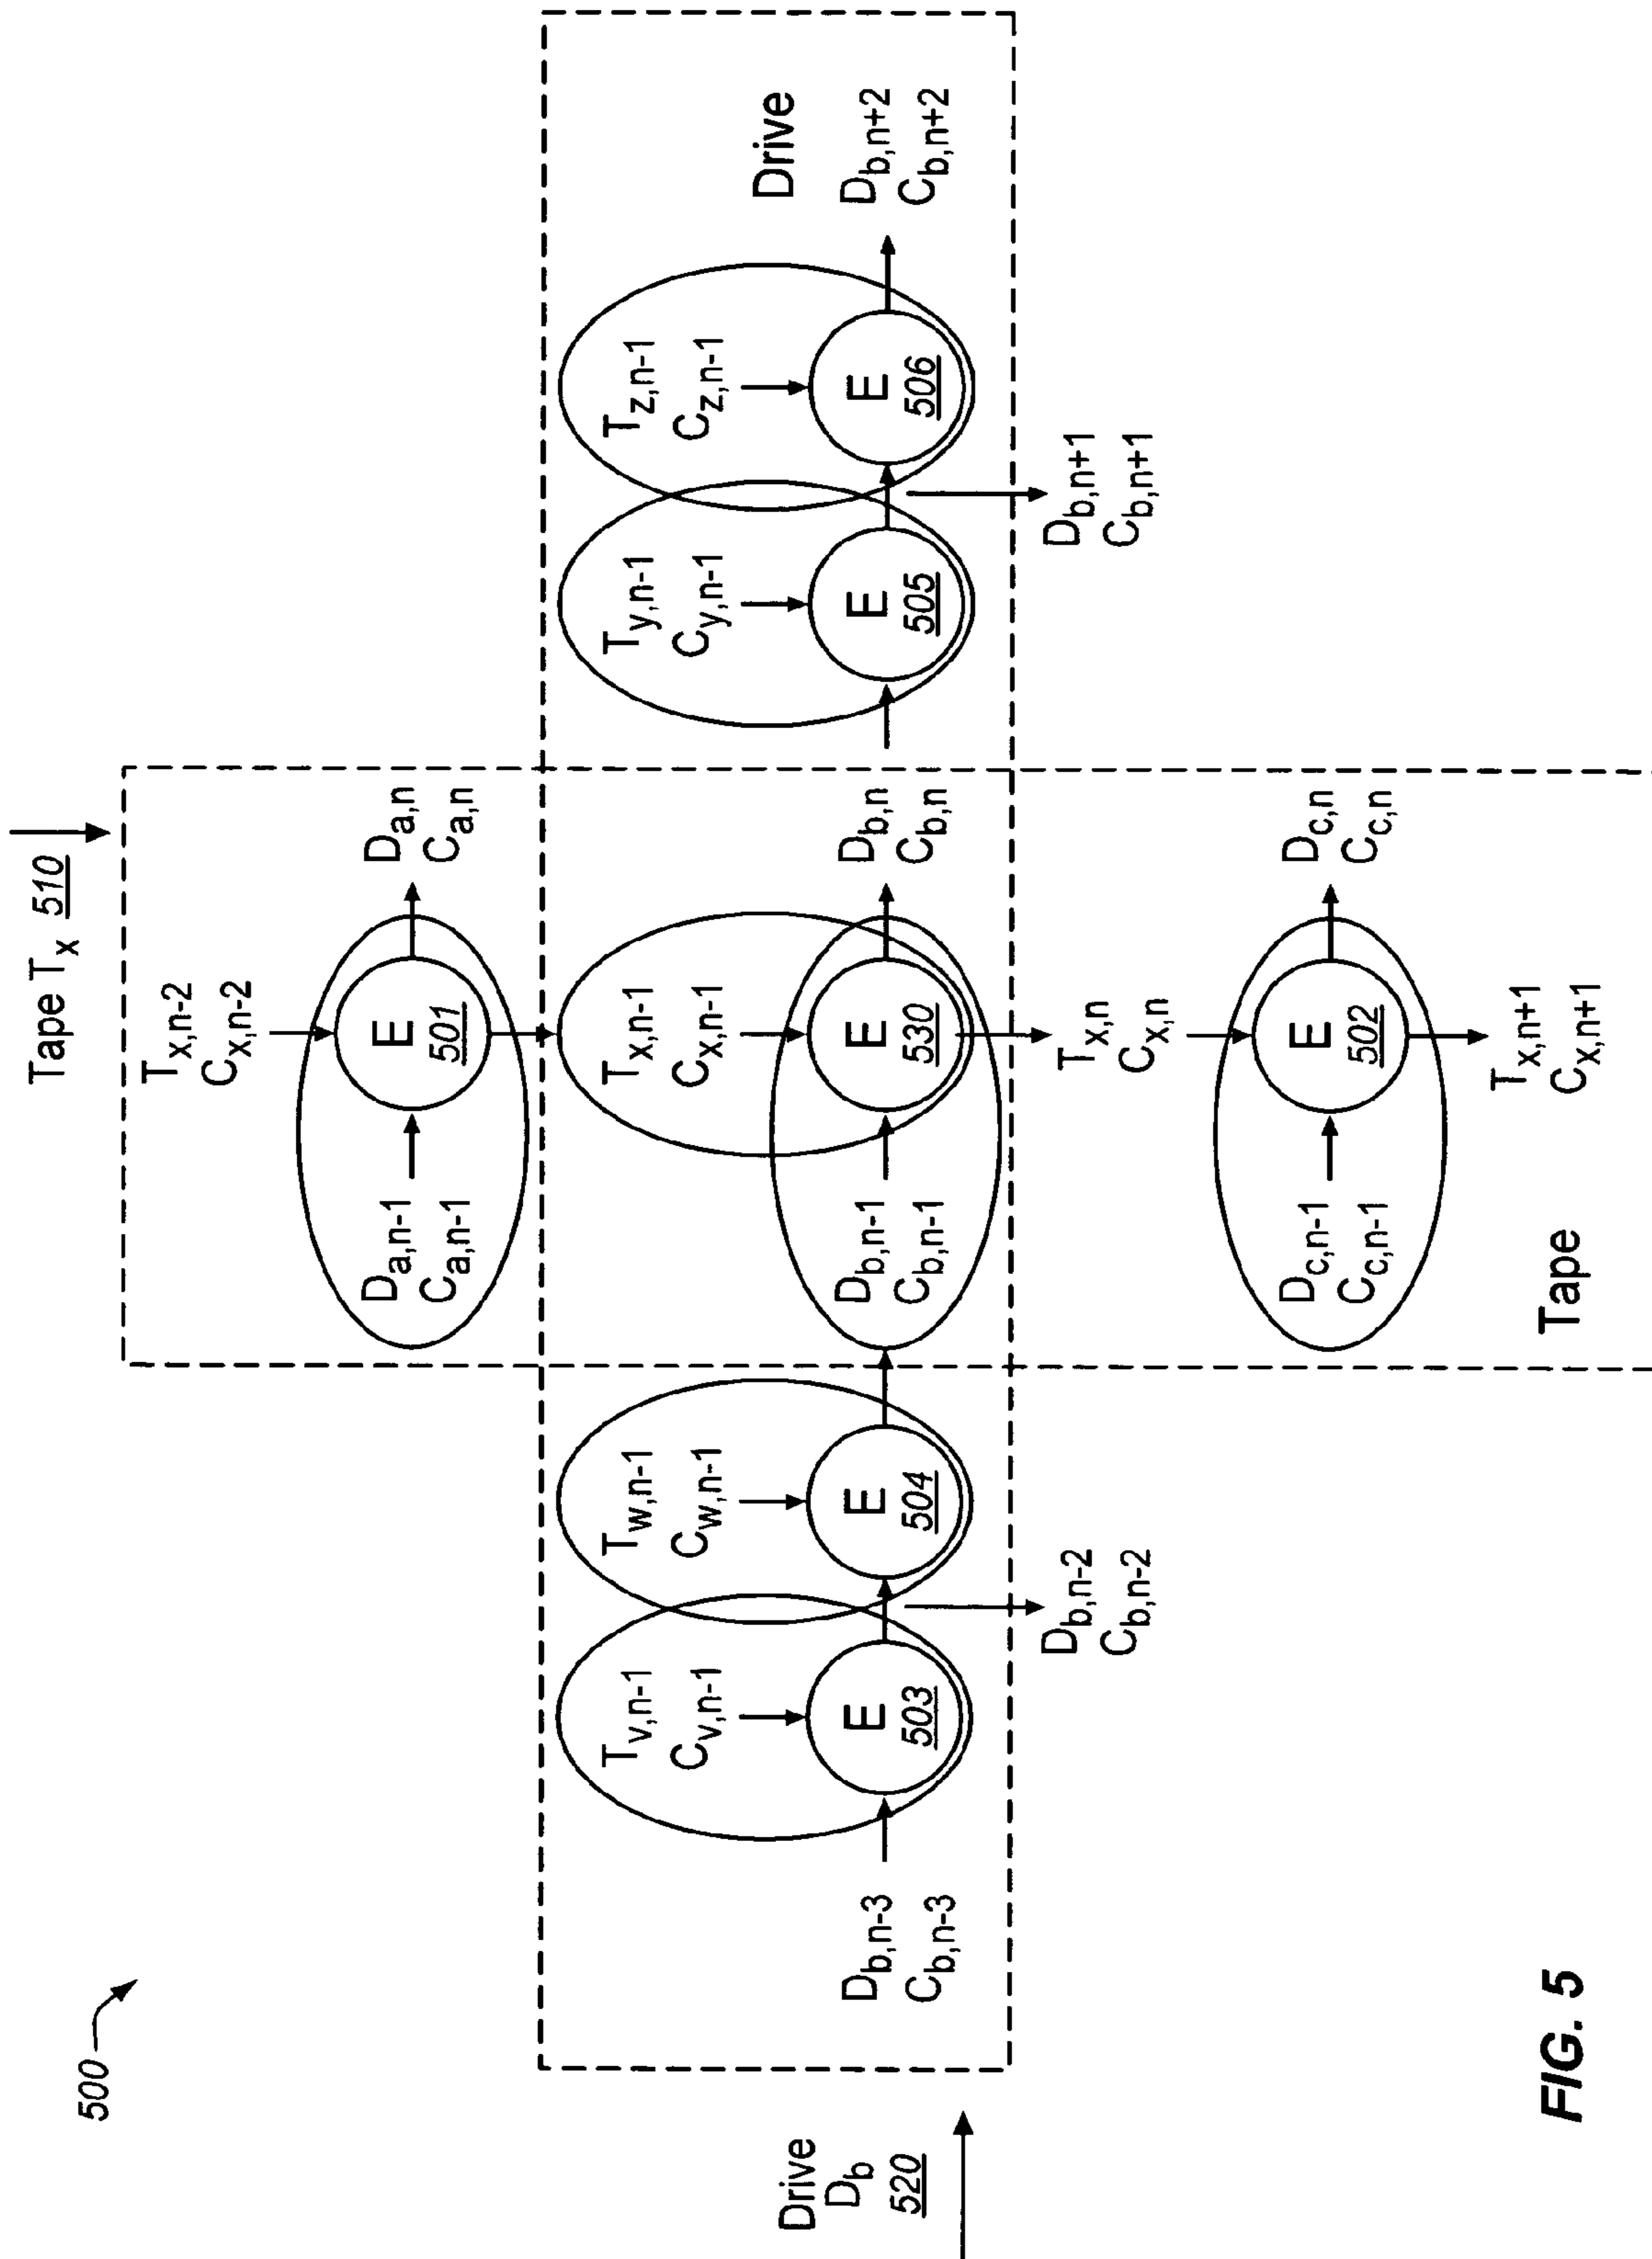 500
Tape Tx 510
Tx,n-2
Cx,n-2
Da,n-1
Ca,n-1
E
501
Da,n
Ca,n
Drive
Db
520
Db,n-3
Cb,n-3
Tv,n-1
Cv,n-1
E
503
Db,n-2
Cb,n-2
Tw,n-1
Cw,n-1
E
504
Db,n-1
Cb,n-1
Tx,n-1
Cx,n-1
E
530
Db,n
Cb,n
Ty,n-1
Cy,n-1
E
505
Db,n+1
Cb,n+1
Tz,n-1
Cz,n-1
E
506
Drive
Db,n+2
Cb,n+2
Tx,n
Cx,n
Dc,n-1
Cc,n-1
E
502
Dc,n
Cc,n
Tape
Tx,n+1
Cx,n+1
FIG. 5